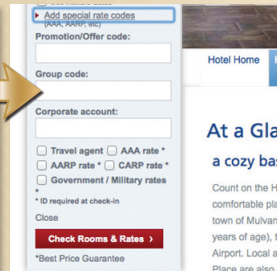 Add special rate codes
(AAA, AARP, etc)
Promotion/Offer code:
Group code:
Corporate account:
Travel agent AAA rate *
AARP rate * CARP rate *
Government / Military rates
*
* ID required at check-in
Close
Check Rooms & Rates >
*Best Price Guarantee
Hotel Home
At a Gla
a cozy bas
Count on the H
comfortable pla
town of Mulvan
years of age), t
Airport. Local a
Place are also